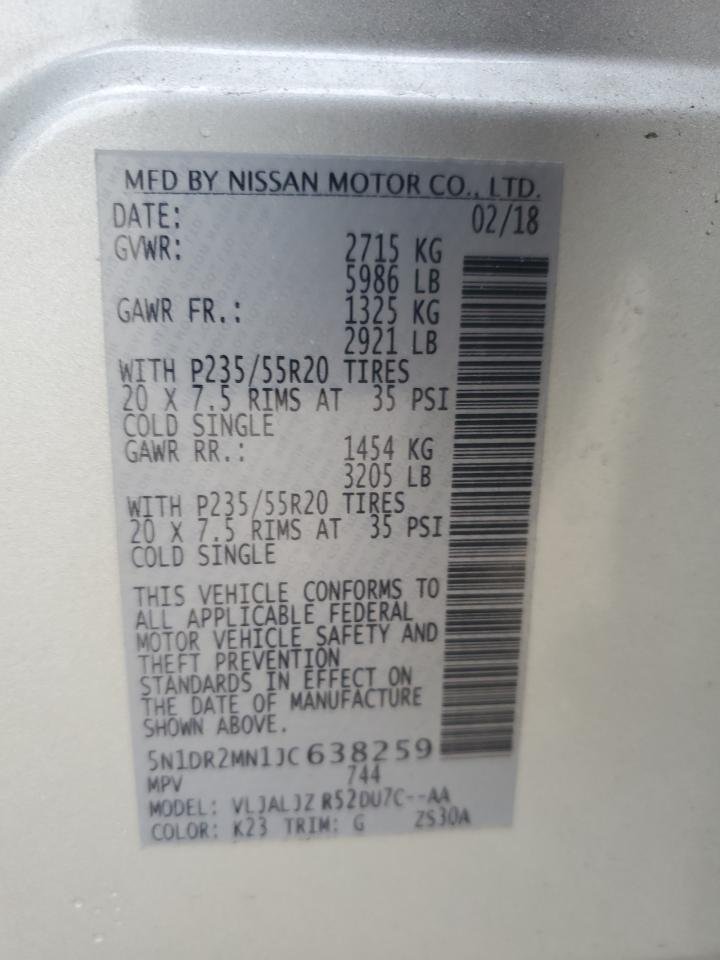 MFD BY NISSAN MOTOR CO., LTD.
DATE: 02/18
GVWR: 2715 KG
5986 LB
GAWR FR.: 1325 KG
2921 LB
WITH P235/55R20 TIRES
20 X 7.5 RIMS AT 35 PSI
COLD SINGLE
GAWR RR.: 1454 KG
3205 LB
WITH P235/55R20 TIRES
20 X 7.5 RIMS AT 35 PSI
COLD SINGLE
THIS VEHICLE CONFORMS TO
ALL APPLICABLE FEDERAL
MOTOR VEHICLE SAFETY AND
THEFT PREVENTION
STANDARDS IN EFFECT ON
THE DATE OF MANUFACTURE
SHOWN ABOVE.
5N1DR2MN1JC638259
MPV 744
MODEL: VLJALJZ R52DU7C--AA
COLOR: K23 TRIM: G ZS30A